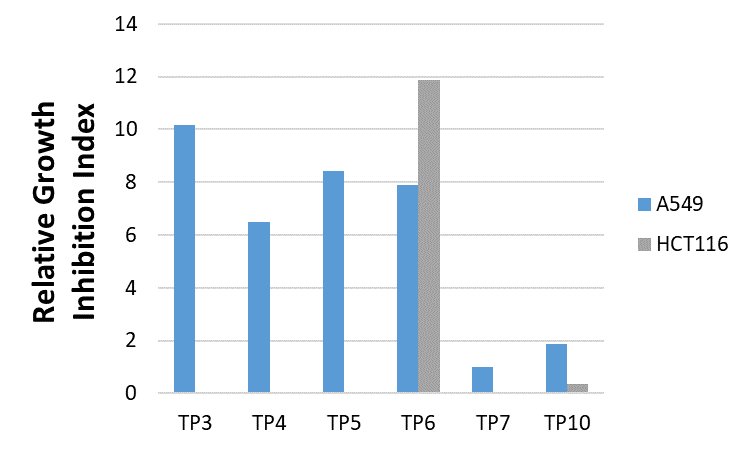 14
12
10
8
6
4
2
0
Relative Growth
Inhibition Index
TP3 TP4 TP5 TP6 TP7 TP10
A549
HCT116